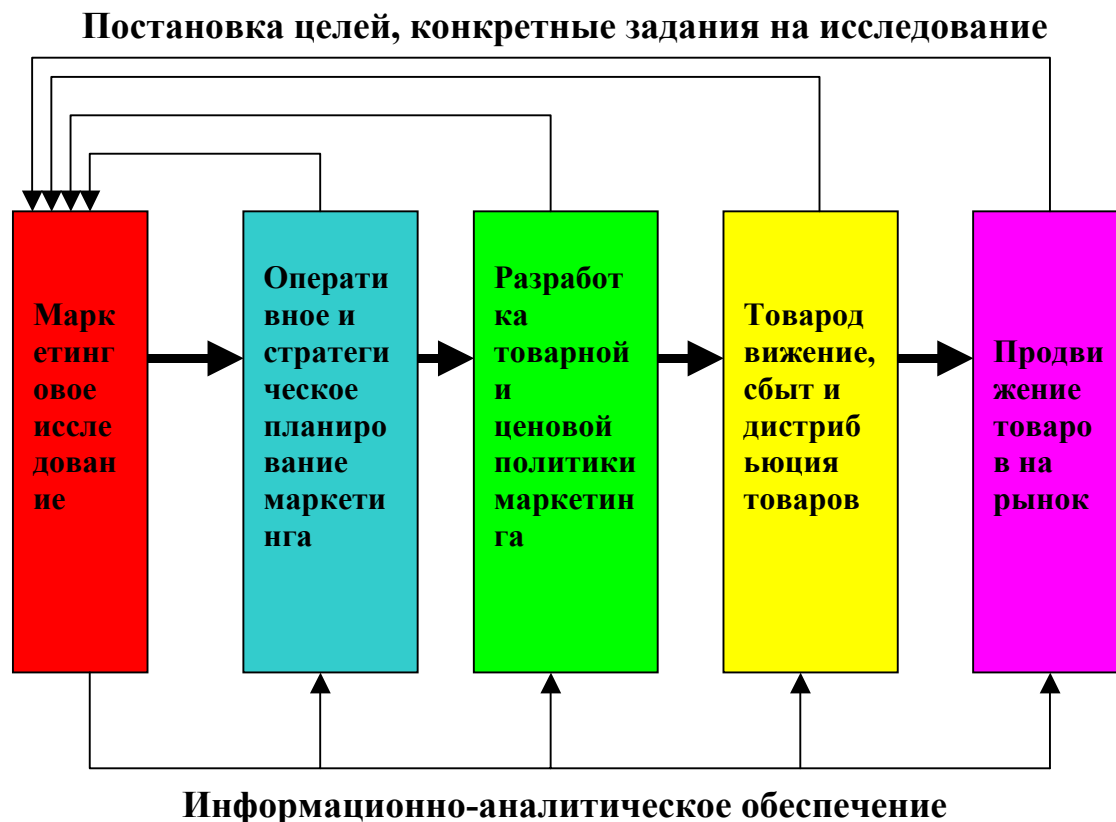 Постановка целей, конкретные задания на исследование
Марк
етинг
овое
иссле
дован
ие
Операти
вное и
стратеги
ческое
планиро
вание
маркети
нга
Разработ
ка
товарной
и
ценовой
политики
маркетин
га
Товарод
вижение,
сбыт и
дистриб
ьюция
товаров
Продви
жение
товаро
в на
рынок
Информационно-аналитическое обеспечение